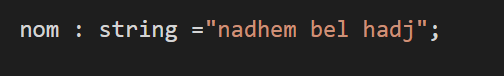 nom : string ="nadhem bel hadj";